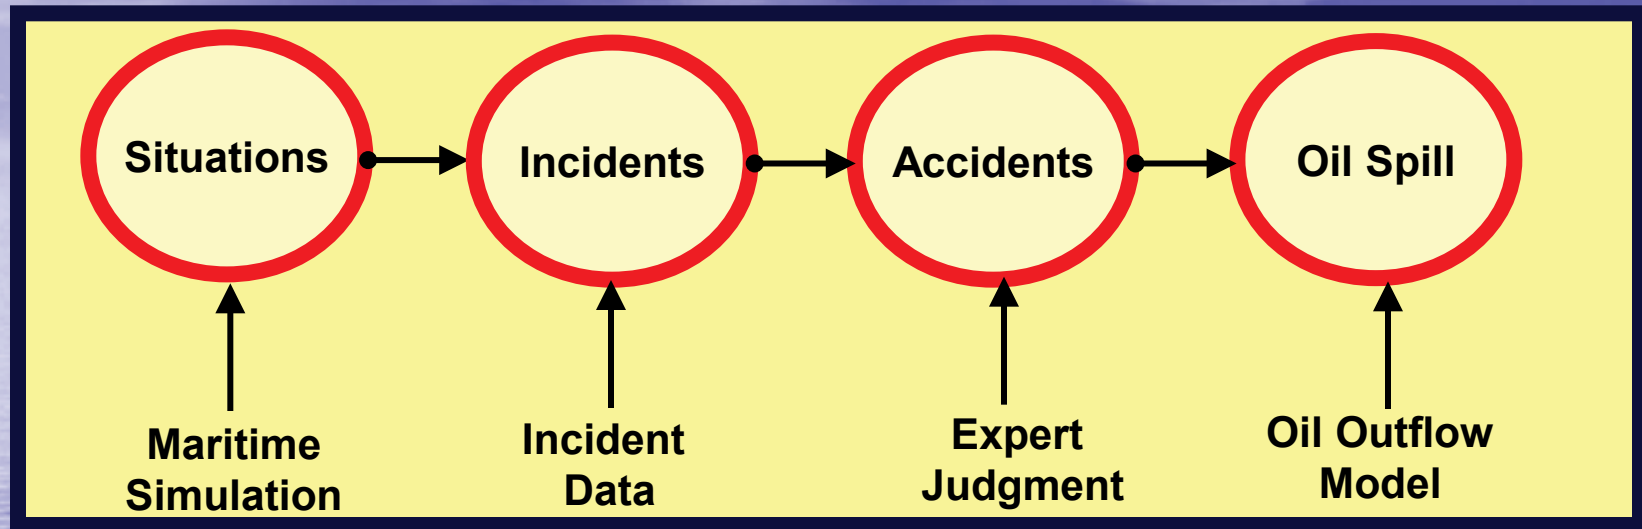 Situations
Incidents
Accidents
Oil Spill
Maritime
Simulation
Incident
Data
Expert
Judgment
Oil Outflow
Model